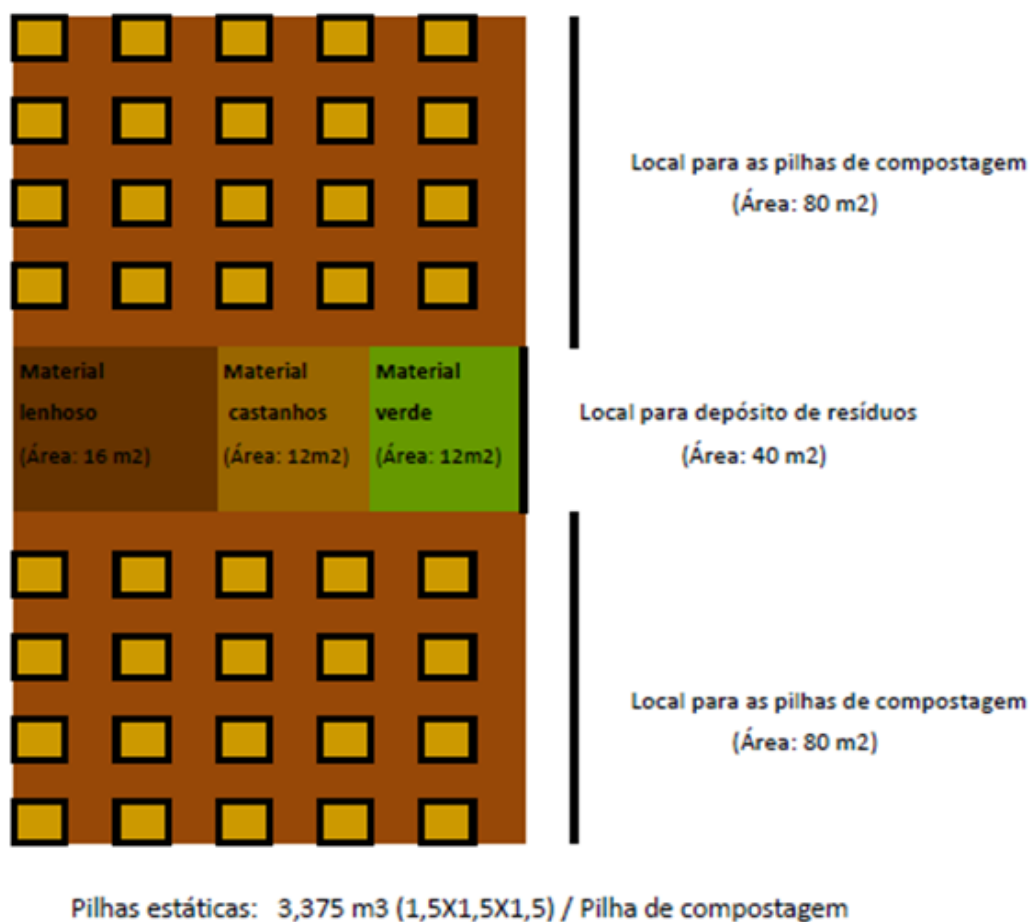 Local para as pilhas de compostagem
(Área: 80 m2)
Material
lenhoso
(Área: 16 m2)
Material
castanhos
(Área: 12m2)
Material
verde
(Área: 12m2)
Local para depósito de resíduos
(Área: 40 m2)
Local para as pilhas de compostagem
(Área: 80 m2)
Pilhas estáticas: 3,375 m3 (1,5X1,5X1,5) / Pilha de compostagem